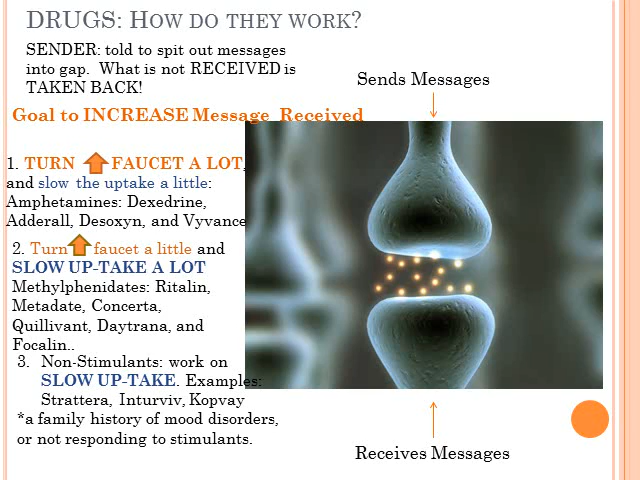 DRUGS: HOW DO THEY WORK?
SENDER: told to spit out messages
into gap. What is not RECEIVED is
TAKEN BACK!
Sends Messages
Goal to INCREASE Message Received
1. TURN FAUCET A LOT,
and slow the uptake a little:
Amphetamines: Dexedrine,
Adderall, Desoxyn, and Vyvance
2. Turn faucet a little and
SLOW UP-TAKE A LOT
Methylphenidates: Ritalin,
Metadate, Concerta,
Quillivant, Daytrana, and
Focalin..
3. Non-Stimulants: work on
SLOW UP-TAKE. Examples:
Strattera, Inturviv, Kopvay
*a family history of mood disorders,
or not responding to stimulants.
Receives Messages